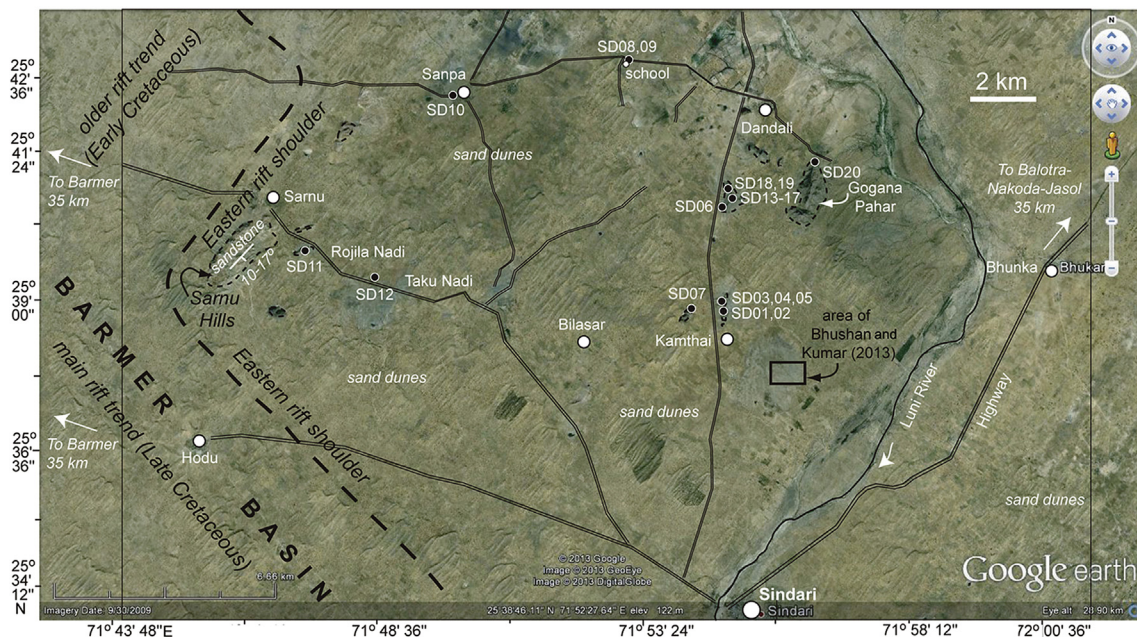 older rift trend
(Early Cretaceous)
Eastern rift shoulder
SD08,09
school
Sanpa
SD10
2 km
N
Dandali
sand dunes
To Barmer
35 km
Sarnu
SD20
Gogana
Pahar
SD18,19
SD13-17
SD06
To Balotra-
Nakoda-Jasol
35 km
sandstone
10-17°
SD11
Rojila Nadi
SD12
Taku Nadi
Sarnu
Hills
Bhunka
Bhukan
BARMER BASIN
SD07
SD03,04,05
SD01,02
Bilasar
Kamthai
area of
Bhushan and
Kumar (2013)
main rift trend (Late Cretaceous)
Eastern rift shoulder
sand dunes
sand dunes
Luni River
Highway
To Barmer
35 km
Hodu
sand dunes
© 2013 Google
Image © 2013 GeoEye
Image © 2013 DigitalGlobe
Google earth
6.66 km
Sindari
Sindari
Imagery Date 9/30/2009
25°38'46.11" N 71°52'27.64" E elev 122 m
Eye alt 28.90 km
25°
42'
36"
25°
41'
24"
25°
39'
00"
25°
36'
36"
25°
34'
12"
N
71° 43' 48"E
71° 48' 36"
71° 53' 24"
71° 58' 12"
72° 00' 36"